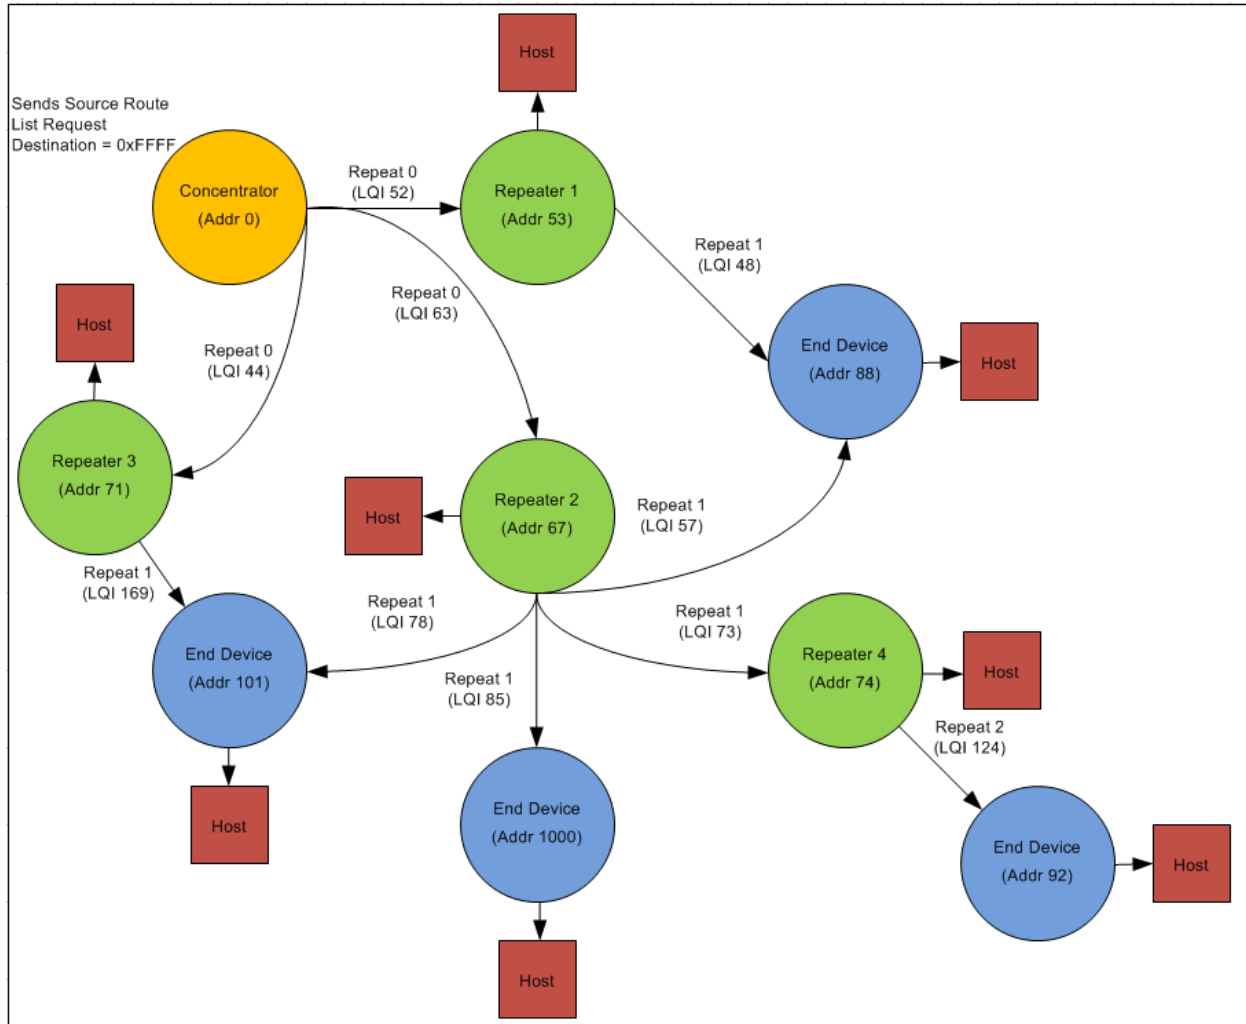 Host
Sends Source Route
List Request
Destination = 0xFFFF
Concentrator
(Addr 0)
Repeat 0
(LQI 52)
Repeater 1
(Addr 53)
Repeat 1
(LQI 48)
Repeat 0
(LQI 63)
Host
Repeat 0
(LQI 44)
End Device
(Addr 88)
Host
Repeater 3
(Addr 71)
Host
Repeater 2
(Addr 67)
Repeat 1
(LQI 57)
Repeat 1
(LQI 169)
Repeat 1
(LQI 78)
Repeat 1
(LQI 73)
End Device
(Addr 101)
Repeat 1
(LQI 85)
Repeater 4
(Addr 74)
Host
Repeat 2
(LQI 124)
Host
End Device
(Addr 1000)
End Device
(Addr 92)
Host
Host